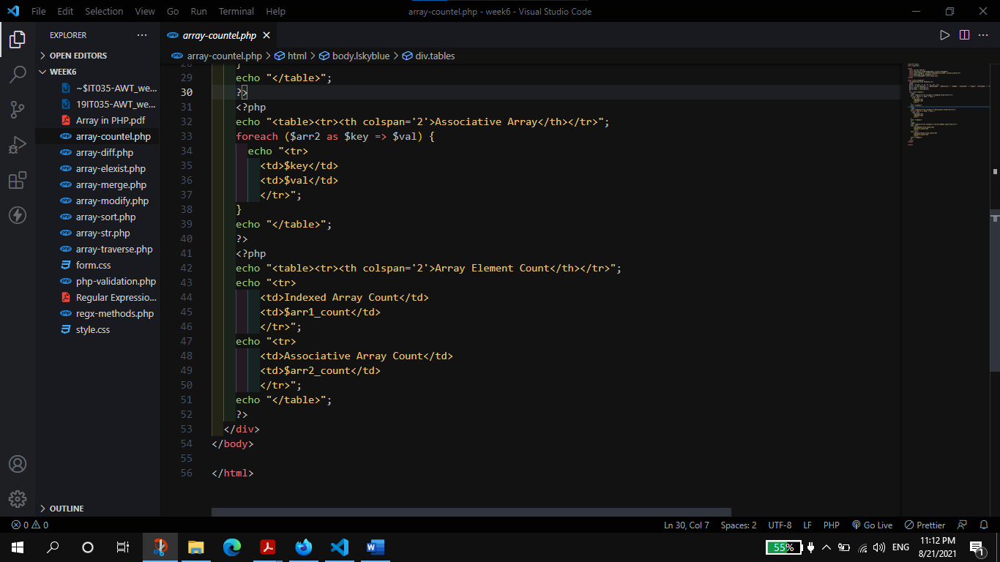 File Edit Selection View Go Run Terminal Help
array-countel.php - week6 - Visual Studio Code
EXPLORER
OPEN EDITORS
WEEK6
~$IT035-AWT_we...
19IT035-AWT_we...
Array in PHP.pdf
array-countel.php
array-diff.php
array-elexist.php
array-merge.php
array-modify.php
array-sort.php
array-str.php
array-traverse.php
form.css
php-validation.php
Regular Expressio...
regx-methods.php
style.css
OUTLINE
array-countel.php
array-countel.php > html > body.lskyblue > div.tables
28 }
29 echo "</table>";
30 ?>
31 <?php
32 echo "<table><tr><th colspan='2'>Associative Array</th></tr>";
33 foreach ($arr2 as $key => $val) {
34 echo "<tr>
35 <td>$key</td>
36 <td>$val</td>
37 </tr>";
38 }
39 echo "</table>";
40 ?>
41 <?php
42 echo "<table><tr><th colspan='2'>Array Element Count</th></tr>";
43 echo "<tr>
44 <td>Indexed Array Count</td>
45 <td>$arr1_count</td>
46 </tr>";
47 echo "<tr>
48 <td>Associative Array Count</td>
49 <td>$arr2_count</td>
50 </tr>";
51 echo "</table>";
52 ?>
53 </div>
54 </body>
55
56 </html>
0 0
Ln 30, Col 7 Spaces: 2 UTF-8 LF PHP Go Live Prettier
55% ENG
11:12 PM
8/21/2021
1